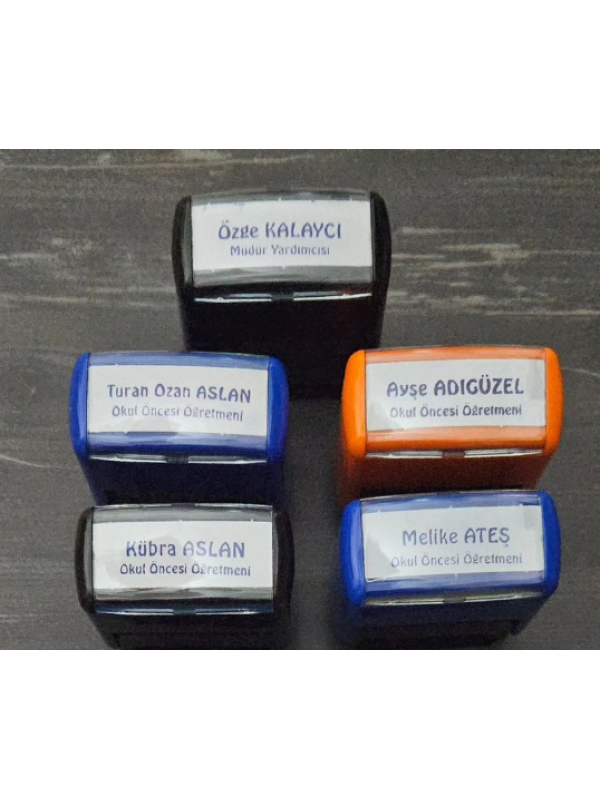 Özge KALAYCI
Müdür Yardımcısı
Turan Ozan ASLAN
Okul Öncesi Öğretmeni
Ayşe ADIGÜZEL
Okul Öncesi Öğretmeni
Kübra ASLAN
Okul Öncesi Öğretmeni
Melike ATEŞ
Okul Öncesi Öğretmeni